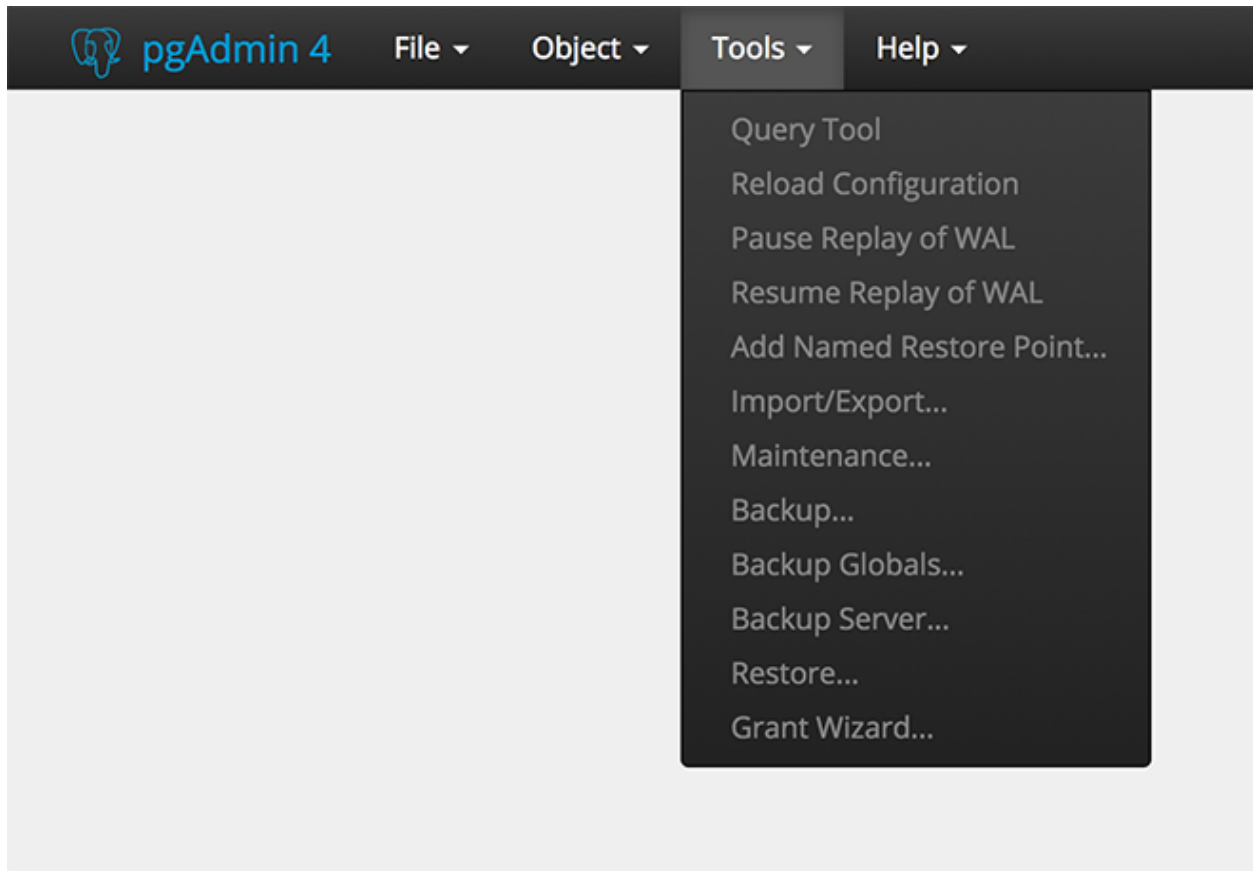 pgAdmin 4 File Object Tools Help
Query Tool
Reload Configuration
Pause Replay of WAL
Resume Replay of WAL
Add Named Restore Point...
Import/Export...
Maintenance...
Backup...
Backup Globals...
Backup Server...
Restore...
Grant Wizard...